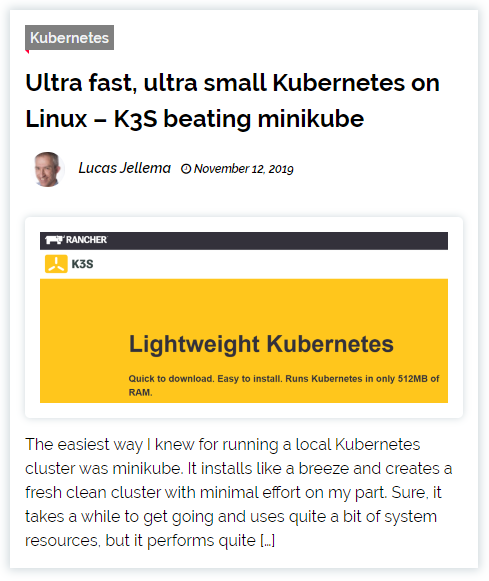 Kubernetes
Ultra fast, ultra small Kubernetes on
Linux – K3S beating minikube
Lucas Jellema November 12, 2019
RANCHER
K3S
Lightweight Kubernetes
Quick to download. Easy to install. Runs Kubernetes in only 512MB of
RAM.
The easiest way I knew for running a local Kubernetes
cluster was minikube. It installs like a breeze and creates a
fresh clean cluster with minimal effort on my part. Sure, it
takes a while to get going and uses quite a bit of system
resources, but it performs quite […]